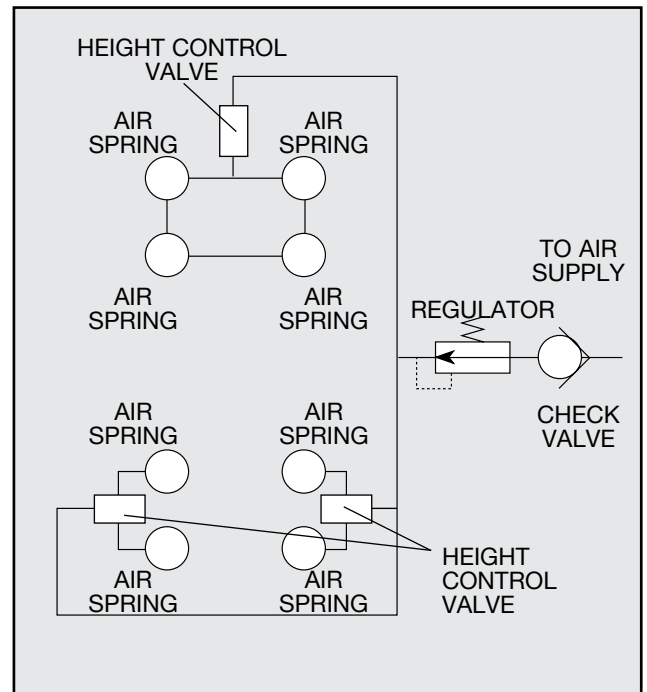 HEIGHT CONTROL
VALVE
AIR
SPRING
AIR
SPRING
AIR
SPRING
AIR
SPRING
TO AIR
SUPPLY
REGULATOR
CHECK
VALVE
AIR
SPRING
AIR
SPRING
AIR
SPRING
AIR
SPRING
HEIGHT
CONTROL
VALVE